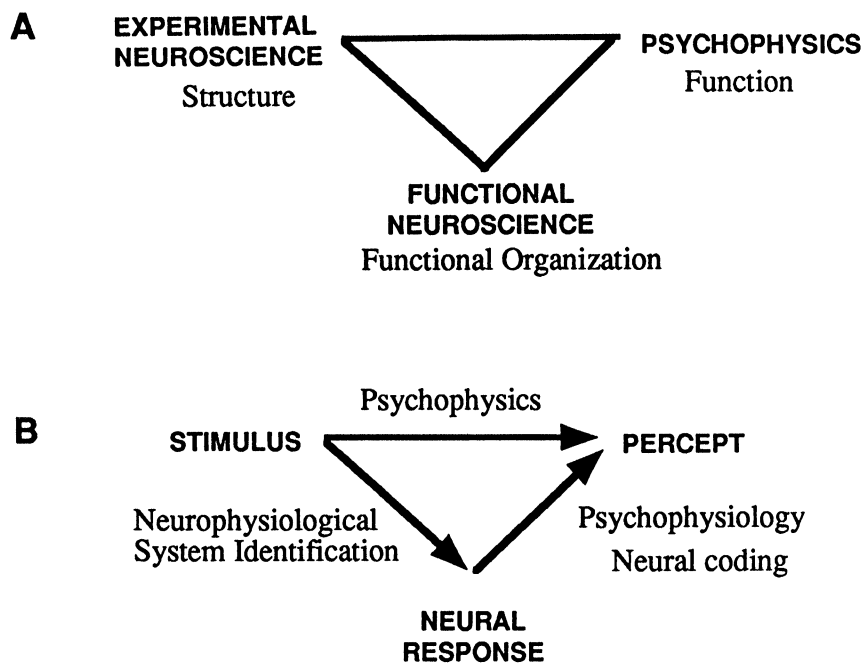 A
EXPERIMENTAL
NEUROSCIENCE
Structure
PSYCHOPHYSICS
Function
FUNCTIONAL
NEUROSCIENCE
Functional Organization
B
Psychophysics
STIMULUS
PERCEPT
Neurophysiological
System Identification
Psychophysiology
Neural coding
NEURAL
RESPONSE